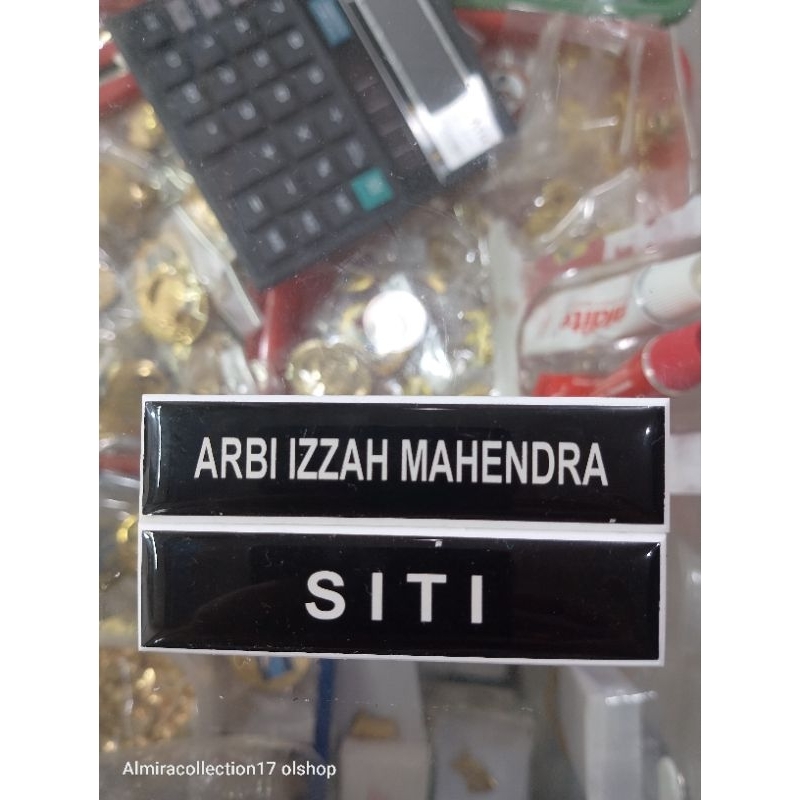 ARBI IZZAH MAHENDRA
SITI
Almiracollection17 olshop